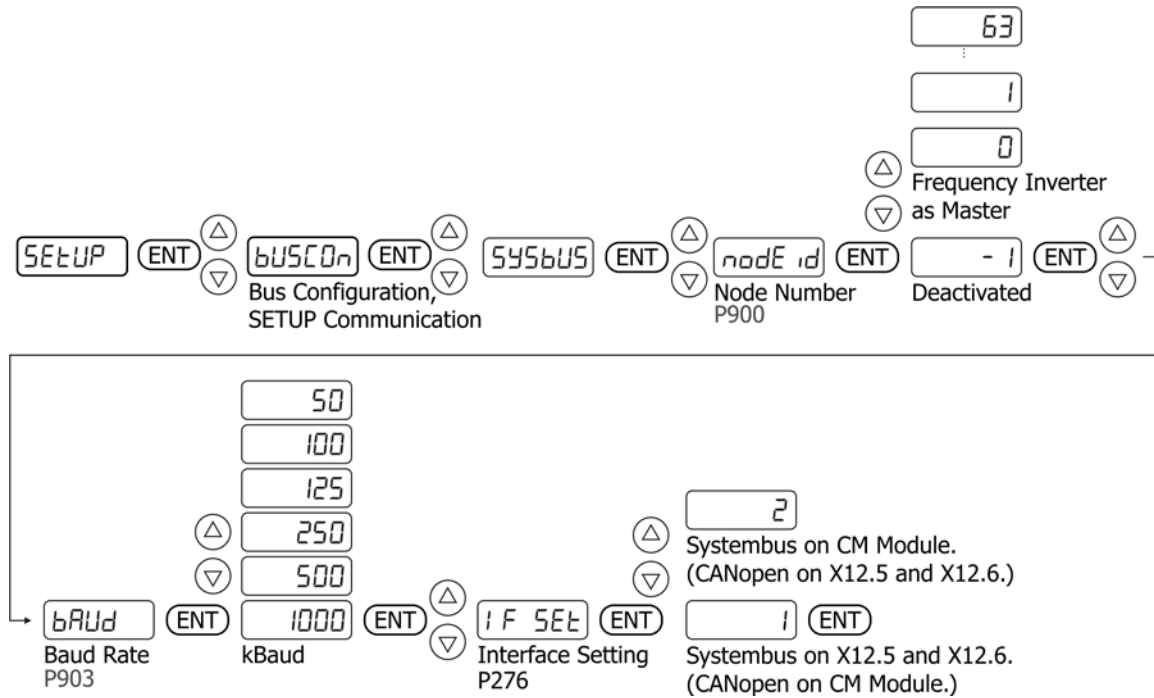 63
1
0
Frequency Inverter
as Master
SEtUP ENT bUSCOn ENT SYSbUS ENT nodE id ENT - 1 ENT
Bus Configuration,
SETUP Communication
Node Number
P900
Deactivated
50
100
125
250
500
2
Systembus on CM Module.
(CANopen on X12.5 and X12.6.)
bAUd ENT 1000 ENT IF SEt ENT 1 ENT
Baud Rate
P903
kBaud
Interface Setting
P276
Systembus on X12.5 and X12.6.
(CANopen on CM Module.)